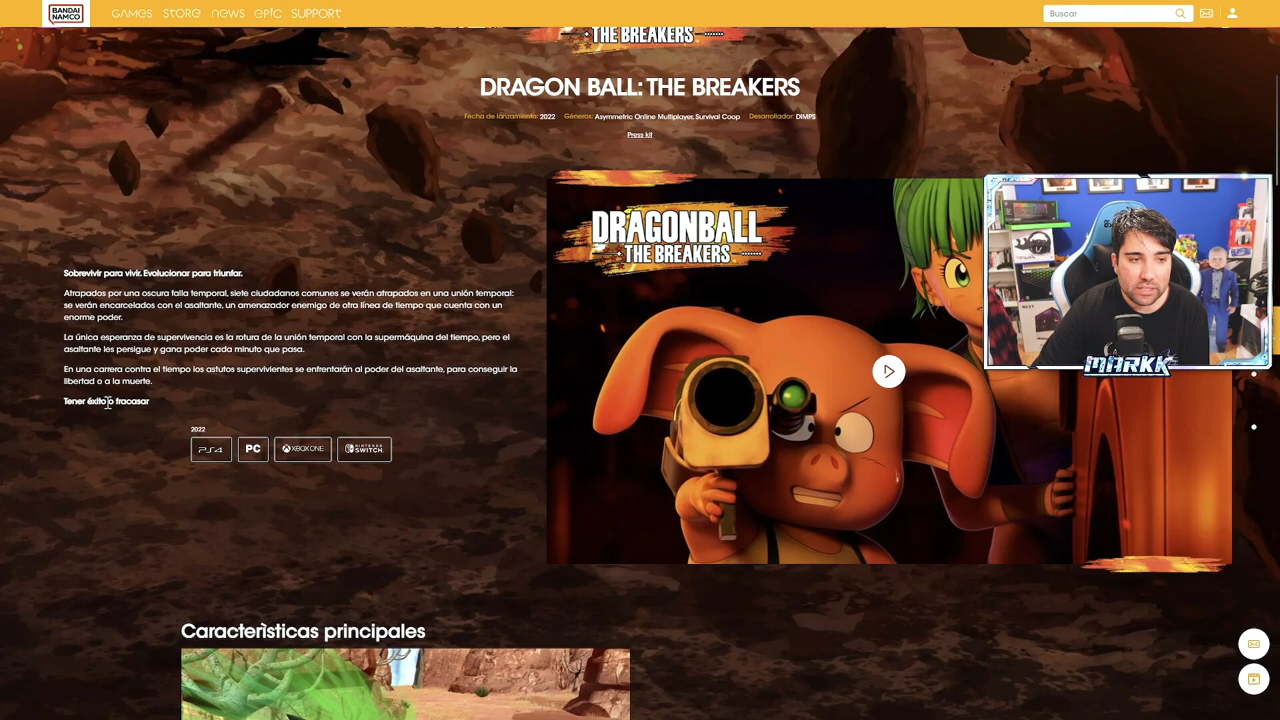 BANDAI
NAMCO
GAMES STORE NEWS EPIC SUPPORT
Buscar
THE BREAKERS
DRAGON BALL: THE BREAKERS
Fecha de lanzamiento: 2022 Géneros: Asymmetric Online Multiplayer, Survival Coop Desarrollador: DIMPS
Press kit
DRAGONBALL
THE BREAKERS
Sobrevivir para vivir. Evolucionar para triunfar.
Atrapados por una oscura falla temporal, siete ciudadanos comunes se verán atrapados en una unión temporal:
se verán encarcelados con el asaltante, un amenazador enemigo de otra línea de tiempo que cuenta con un
enorme poder.
La única esperanza de supervivencia es la rotura de la unión temporal con la supermáquina del tiempo, pero el
asaltante les persigue y gana poder cada minuto que pasa.
En una carrera contra el tiempo los astutos supervivientes se enfrentarán al poder del asaltante, para conseguir la
libertad o a la muerte.
Tener éxito o fracasar
2022
PS4 PC XBOX ONE NINTENDO SWITCH
MARKK
Caracterìsticas principales